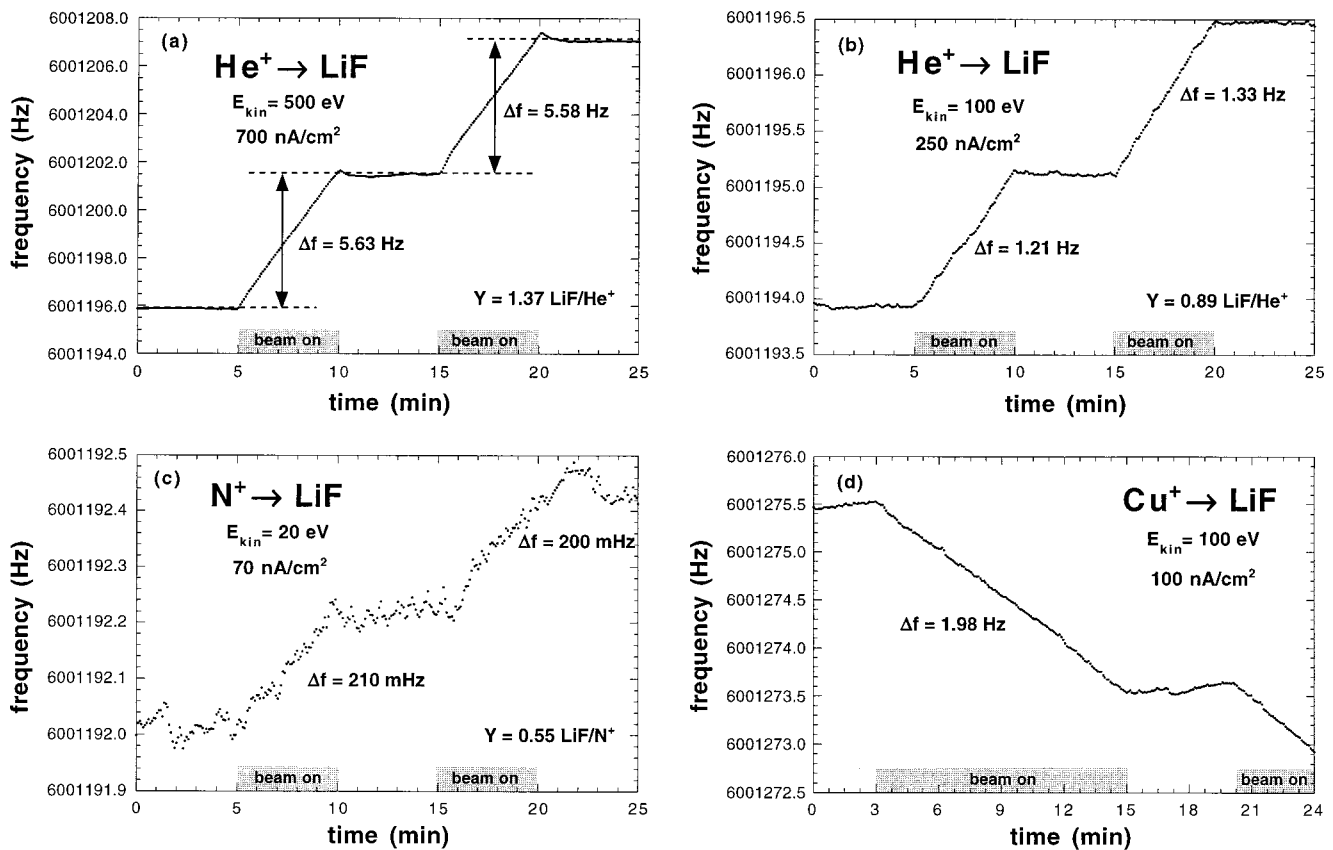 (a)
He⁺ → LiF
E_kin = 500 eV
700 nA/cm²
Δf = 5.63 Hz
Δf = 5.58 Hz
Y = 1.37 LiF/He⁺
beam on
beam on
frequency (Hz)
6001208.0
6001206.0
6001204.0
6001202.0
6001200.0
6001198.0
6001196.0
6001194.0
0 5 10 15 20 25
time (min)
(b)
He⁺ → LiF
E_kin = 100 eV
250 nA/cm²
Δf = 1.33 Hz
Δf = 1.21 Hz
Y = 0.89 LiF/He⁺
beam on
beam on
frequency (Hz)
6001196.5
6001196.0
6001195.5
6001195.0
6001194.5
6001194.0
6001193.5
0 5 10 15 20 25
time (min)
(c)
N⁺ → LiF
E_kin = 20 eV
70 nA/cm²
Δf = 200 mHz
Δf = 210 mHz
Y = 0.55 LiF/N⁺
beam on
beam on
frequency (Hz)
6001192.5
6001192.4
6001192.3
6001192.2
6001192.1
6001192.0
6001191.9
0 5 10 15 20 25
time (min)
(d)
Cu⁺ → LiF
E_kin = 100 eV
100 nA/cm²
Δf = 1.98 Hz
beam on
beam on
frequency (Hz)
6001276.0
6001275.5
6001275.0
6001274.5
6001274.0
6001273.5
6001273.0
6001272.5
0 3 6 9 12 15 18 21 24
time (min)